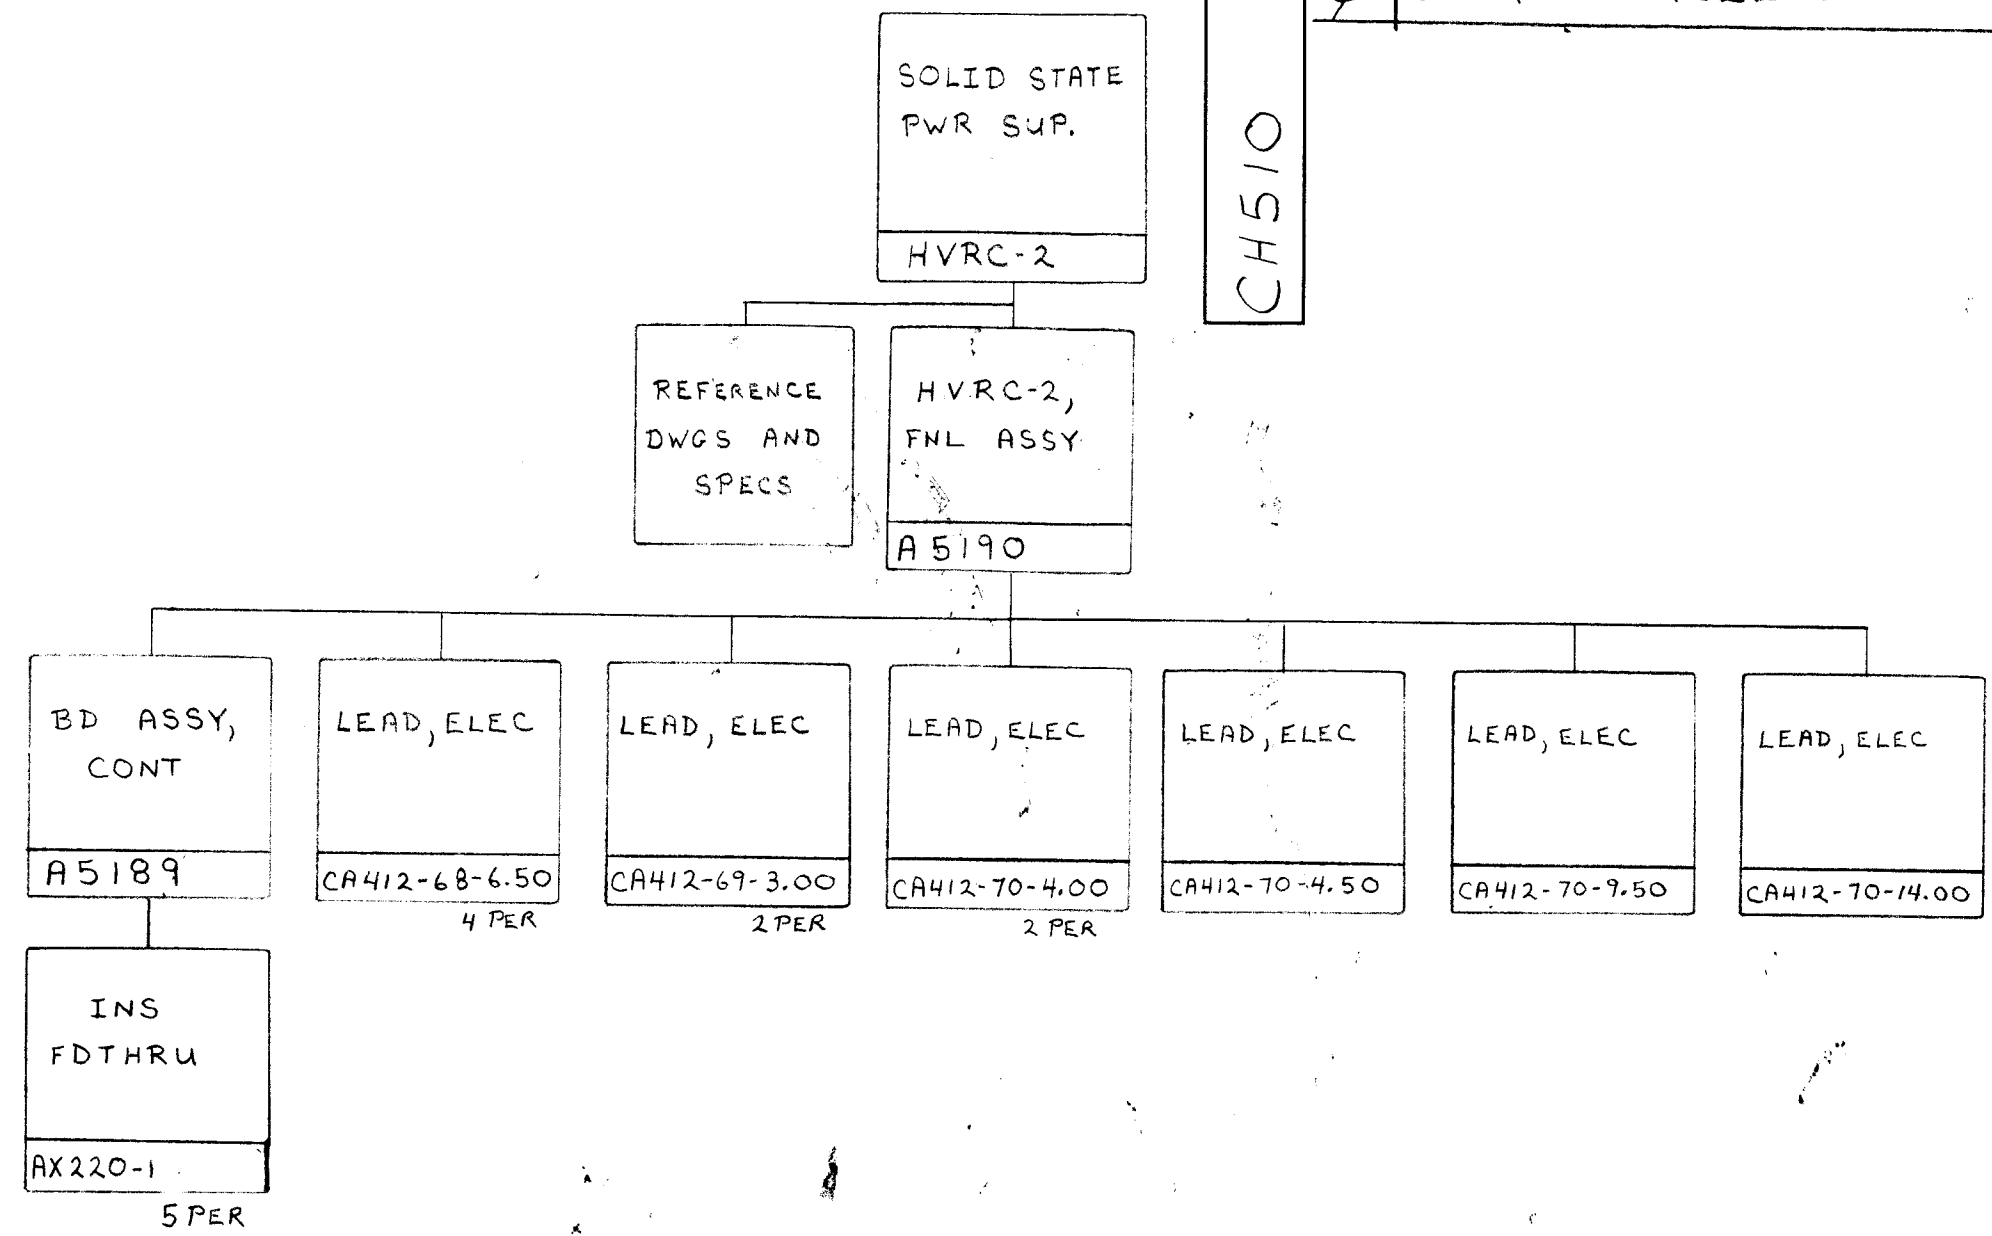 SOLID STATE
PWR SUP.
HVRC-2
CH510
REFERENCE
DWGS AND
SPECS
HVRC-2,
FNL ASSY
A5190
BD ASSY,
CONT
A5189
LEAD, ELEC
CA412-68-6.50
4 PER
LEAD, ELEC
CA412-69-3.00
2 PER
LEAD, ELEC
CA412-70-4.00
2 PER
LEAD, ELEC
CA412-70-4.50
LEAD, ELEC
CA412-70-9.50
LEAD, ELEC
CA412-70-14.00
INS
FDTHRU
AX220-1
5 PER